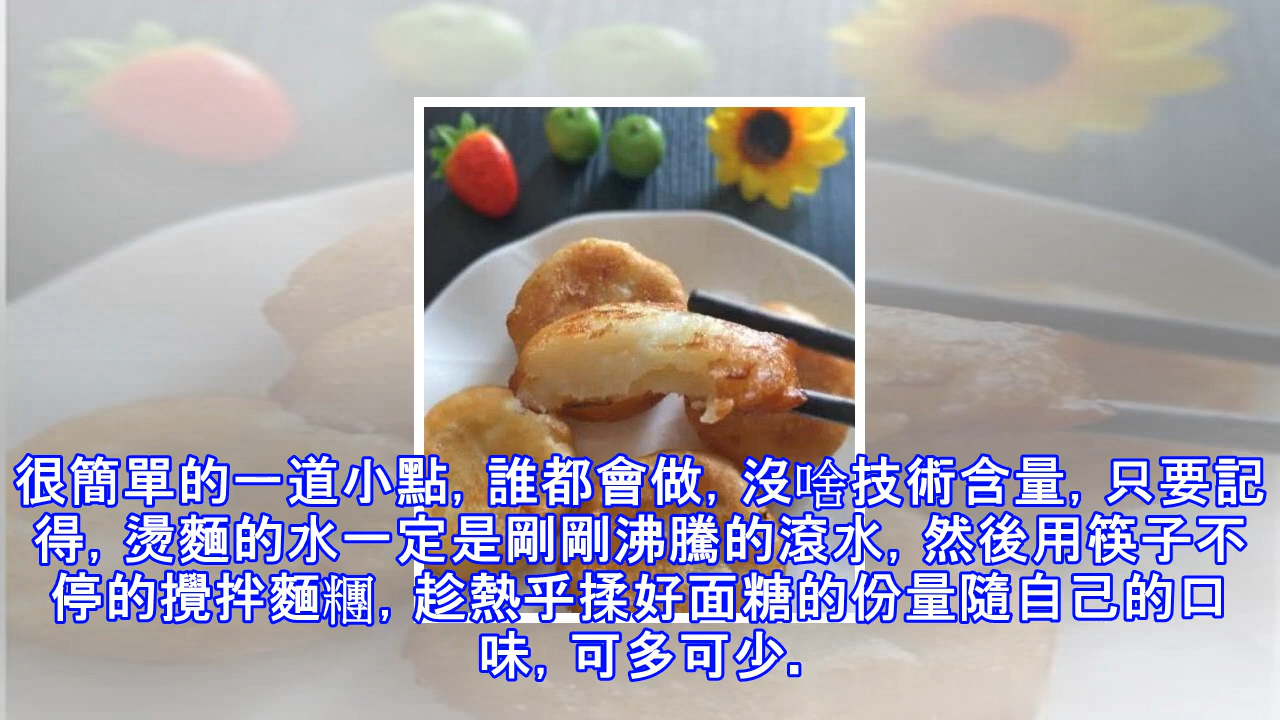 很簡單的一道小點, 誰都會做, 沒啥技術含量, 只要記
得, 燙麵的水一定是剛剛沸騰的滾水, 然後用筷子不
停的攪拌麵糰, 趁熱乎揉好面糖的份量隨自己的口
味, 可多可少.